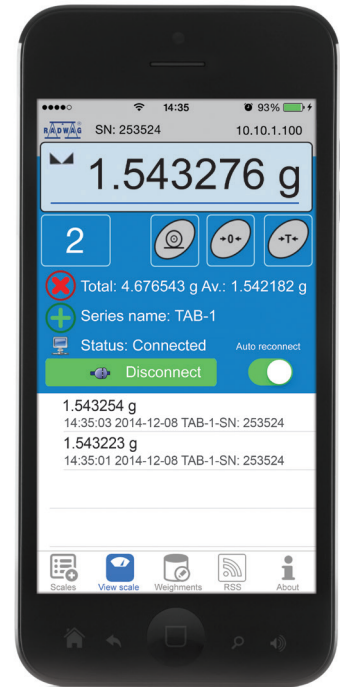 14:35 93%
RADWAG SN: 253524 10.10.1.100
1.543276 g
2 →0← →T←
Total: 4.676543 g Av.: 1.542182 g
Series name: TAB-1
Status: Connected Auto reconnect
Disconnect
1.543254 g
14:35:03 2014-12-08 TAB-1-SN: 253524
1.543223 g
14:35:01 2014-12-08 TAB-1-SN: 253524
Scales View scale Weighments RSS About